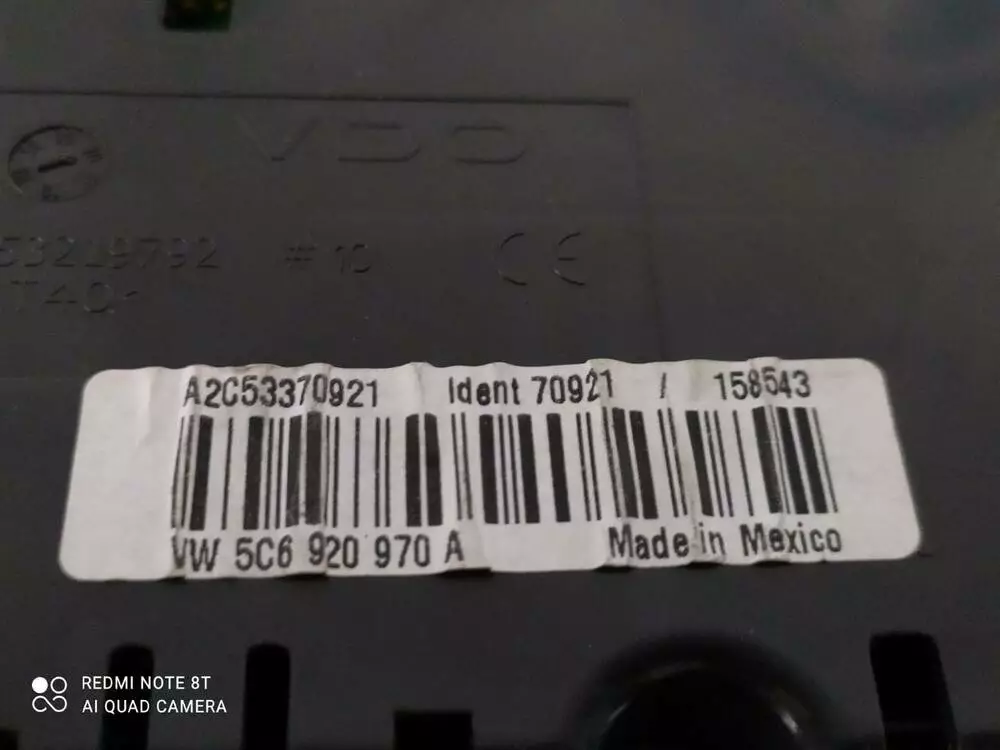 VDO
53219732 #10 CE
A2C53370921 Ident 70921 / 158543
VW 5C6 920 970 A Made in Mexico
REDMI NOTE 8T
AI QUAD CAMERA